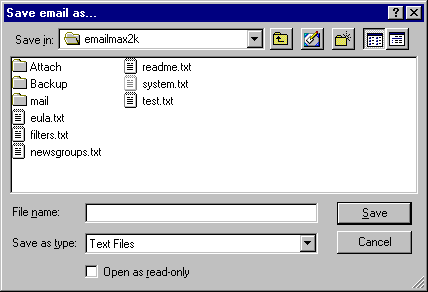 Save email as...
Save in: emailmax2k
Attach
Backup
mail
eula.txt
filters.txt
newsgroups.txt
readme.txt
system.txt
test.txt
File name:
Save
Save as type: Text Files
Cancel
Open as read-only